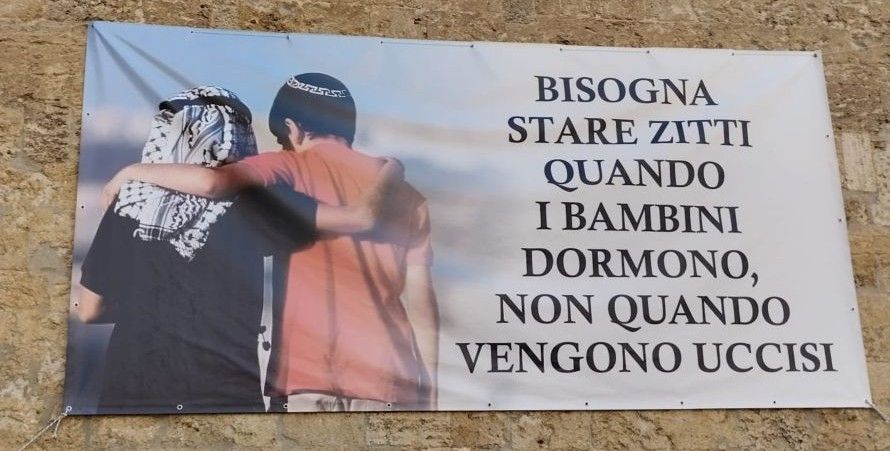 BISOGNA
STARE ZITTI
QUANDO
I BAMBINI
DORMONO,
NON QUANDO
VENGONO UCCISI